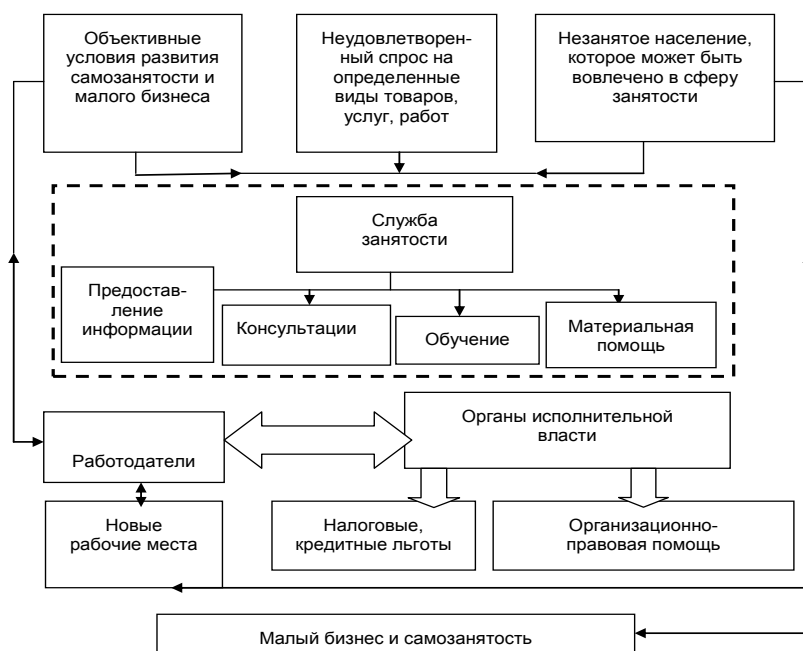 Объективные
условия развития
самозанятости и
малого бизнеса
Неудовлетворен-
ный спрос на
определенные
виды товаров,
услуг, работ
Незанятое население,
которое может быть
вовлечено в сферу
занятости
Служба
занятости
Предостав-
ление
информации
Консультации
Обучение
Материальная
помощь
Работодатели
Органы исполнительной
власти
Новые
рабочие места
Налоговые,
кредитные льготы
Организационно-
правовая помощь
Малый бизнес и самозанятость